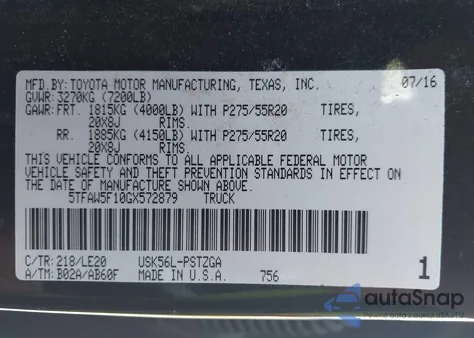 MFD.BY:TOYOTA MOTOR MANUFACTURING, TEXAS, INC. 07/16
GVWR: 3270KG (7200LB)
GAWR: FRT. 1815KG (4000LB) WITH P275/55R20 TIRES,
20X8J RIMS.
RR. 1885KG (4150LB) WITH P275/55R20 TIRES,
20X8J RIMS.
THIS VEHICLE CONFORMS TO ALL APPLICABLE FEDERAL MOTOR
VEHICLE SAFETY AND THEFT PREVENTION STANDARDS IN EFFECT ON
DATE OF MANUFACTURE SHOWN ABOVE.
5TFAW5F10GX572879 TRUCK
C/TR: 218/LE20 USK56L-PSTZGA
A/TM: B02A/AB60F MADE IN U.S.A. 756 1
autoSnap